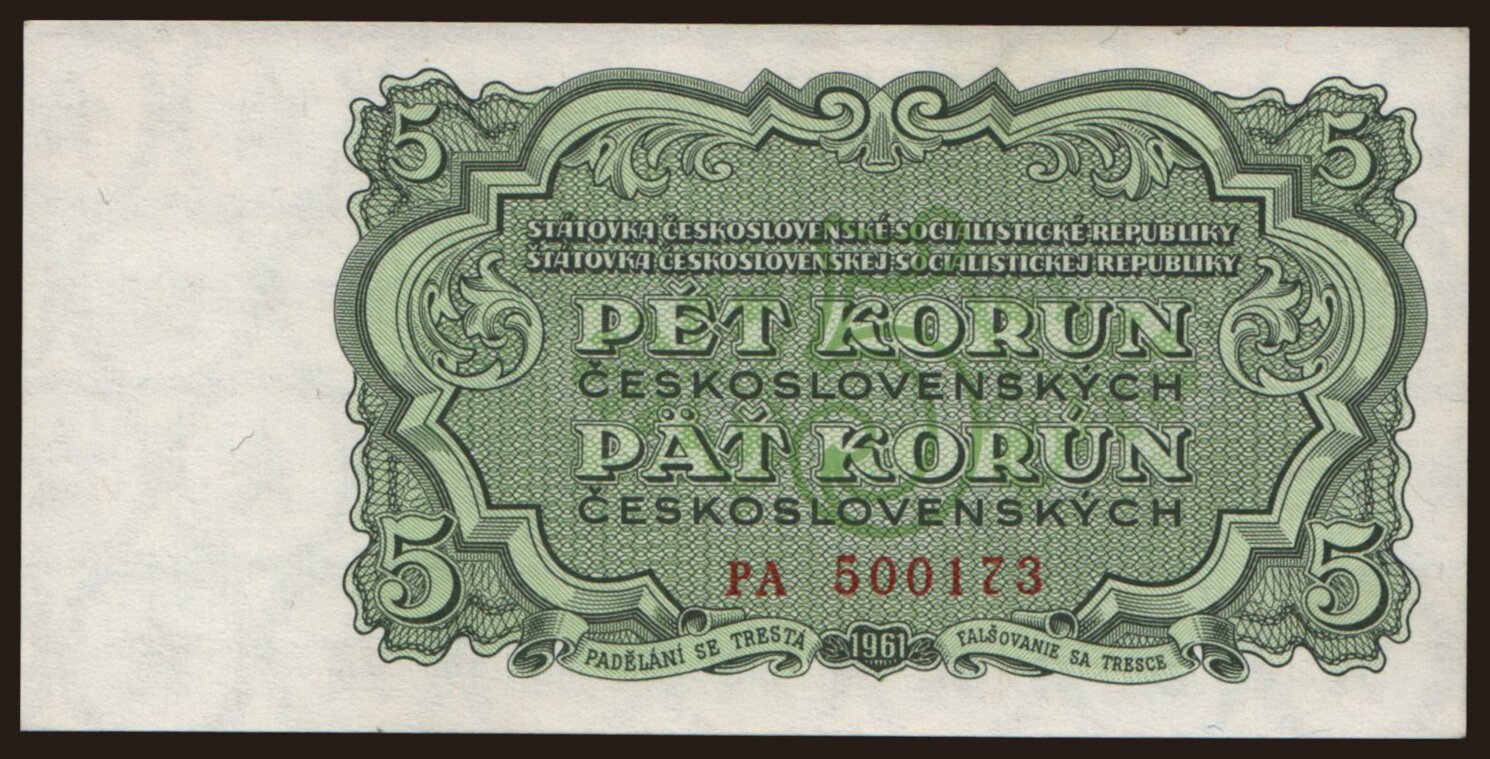 5 5
STÁTOVKA ČESKOSLOVENSKÉ SOCIALISTICKÉ REPUBLIKY
ŠTÁTOVKA ČESKOSLOVENSKEJ SOCIALISTICKEJ REPUBLIKY
PĚT KORUN
ČESKOSLOVENSKÝCH
PÄŤ KORÚN
ČESKOSLOVENSKÝCH
5 5
PA 500173
PADĚLÁNÍ SE TRESTÁ 1961 FALŠOVANIE SA TRESCE